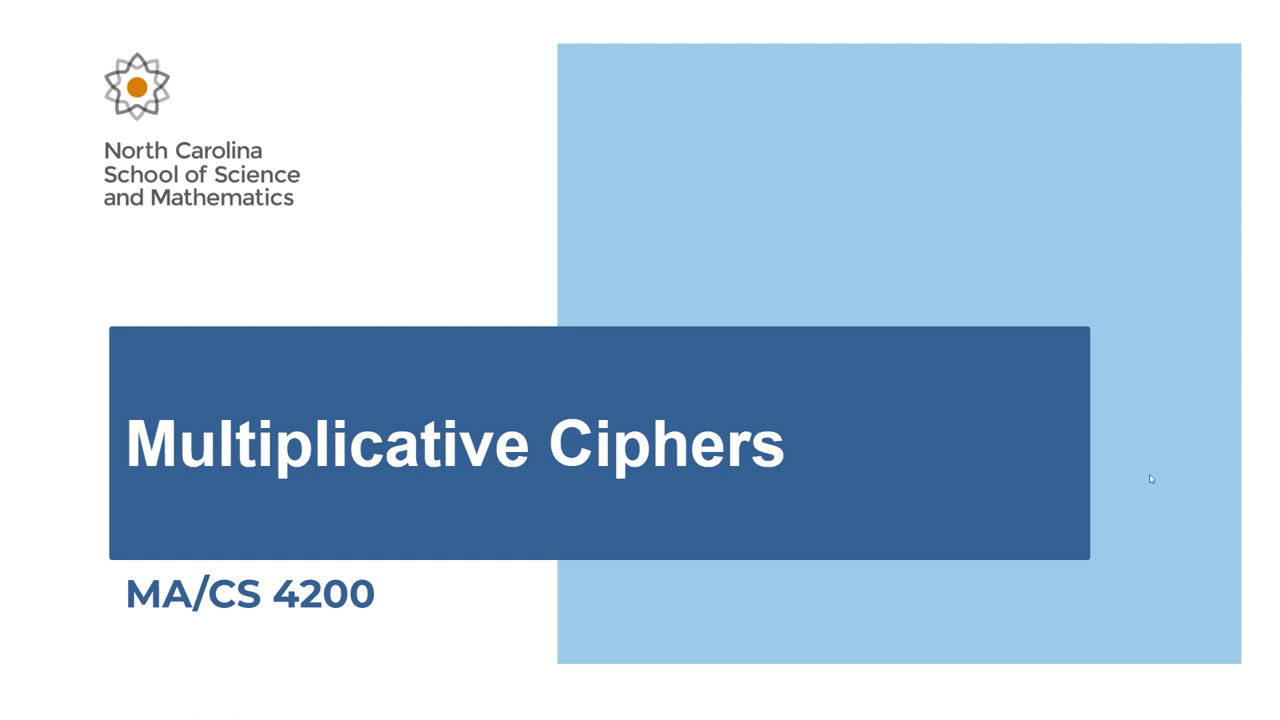 North Carolina
School of Science
and Mathematics
Multiplicative Ciphers
MA/CS 4200